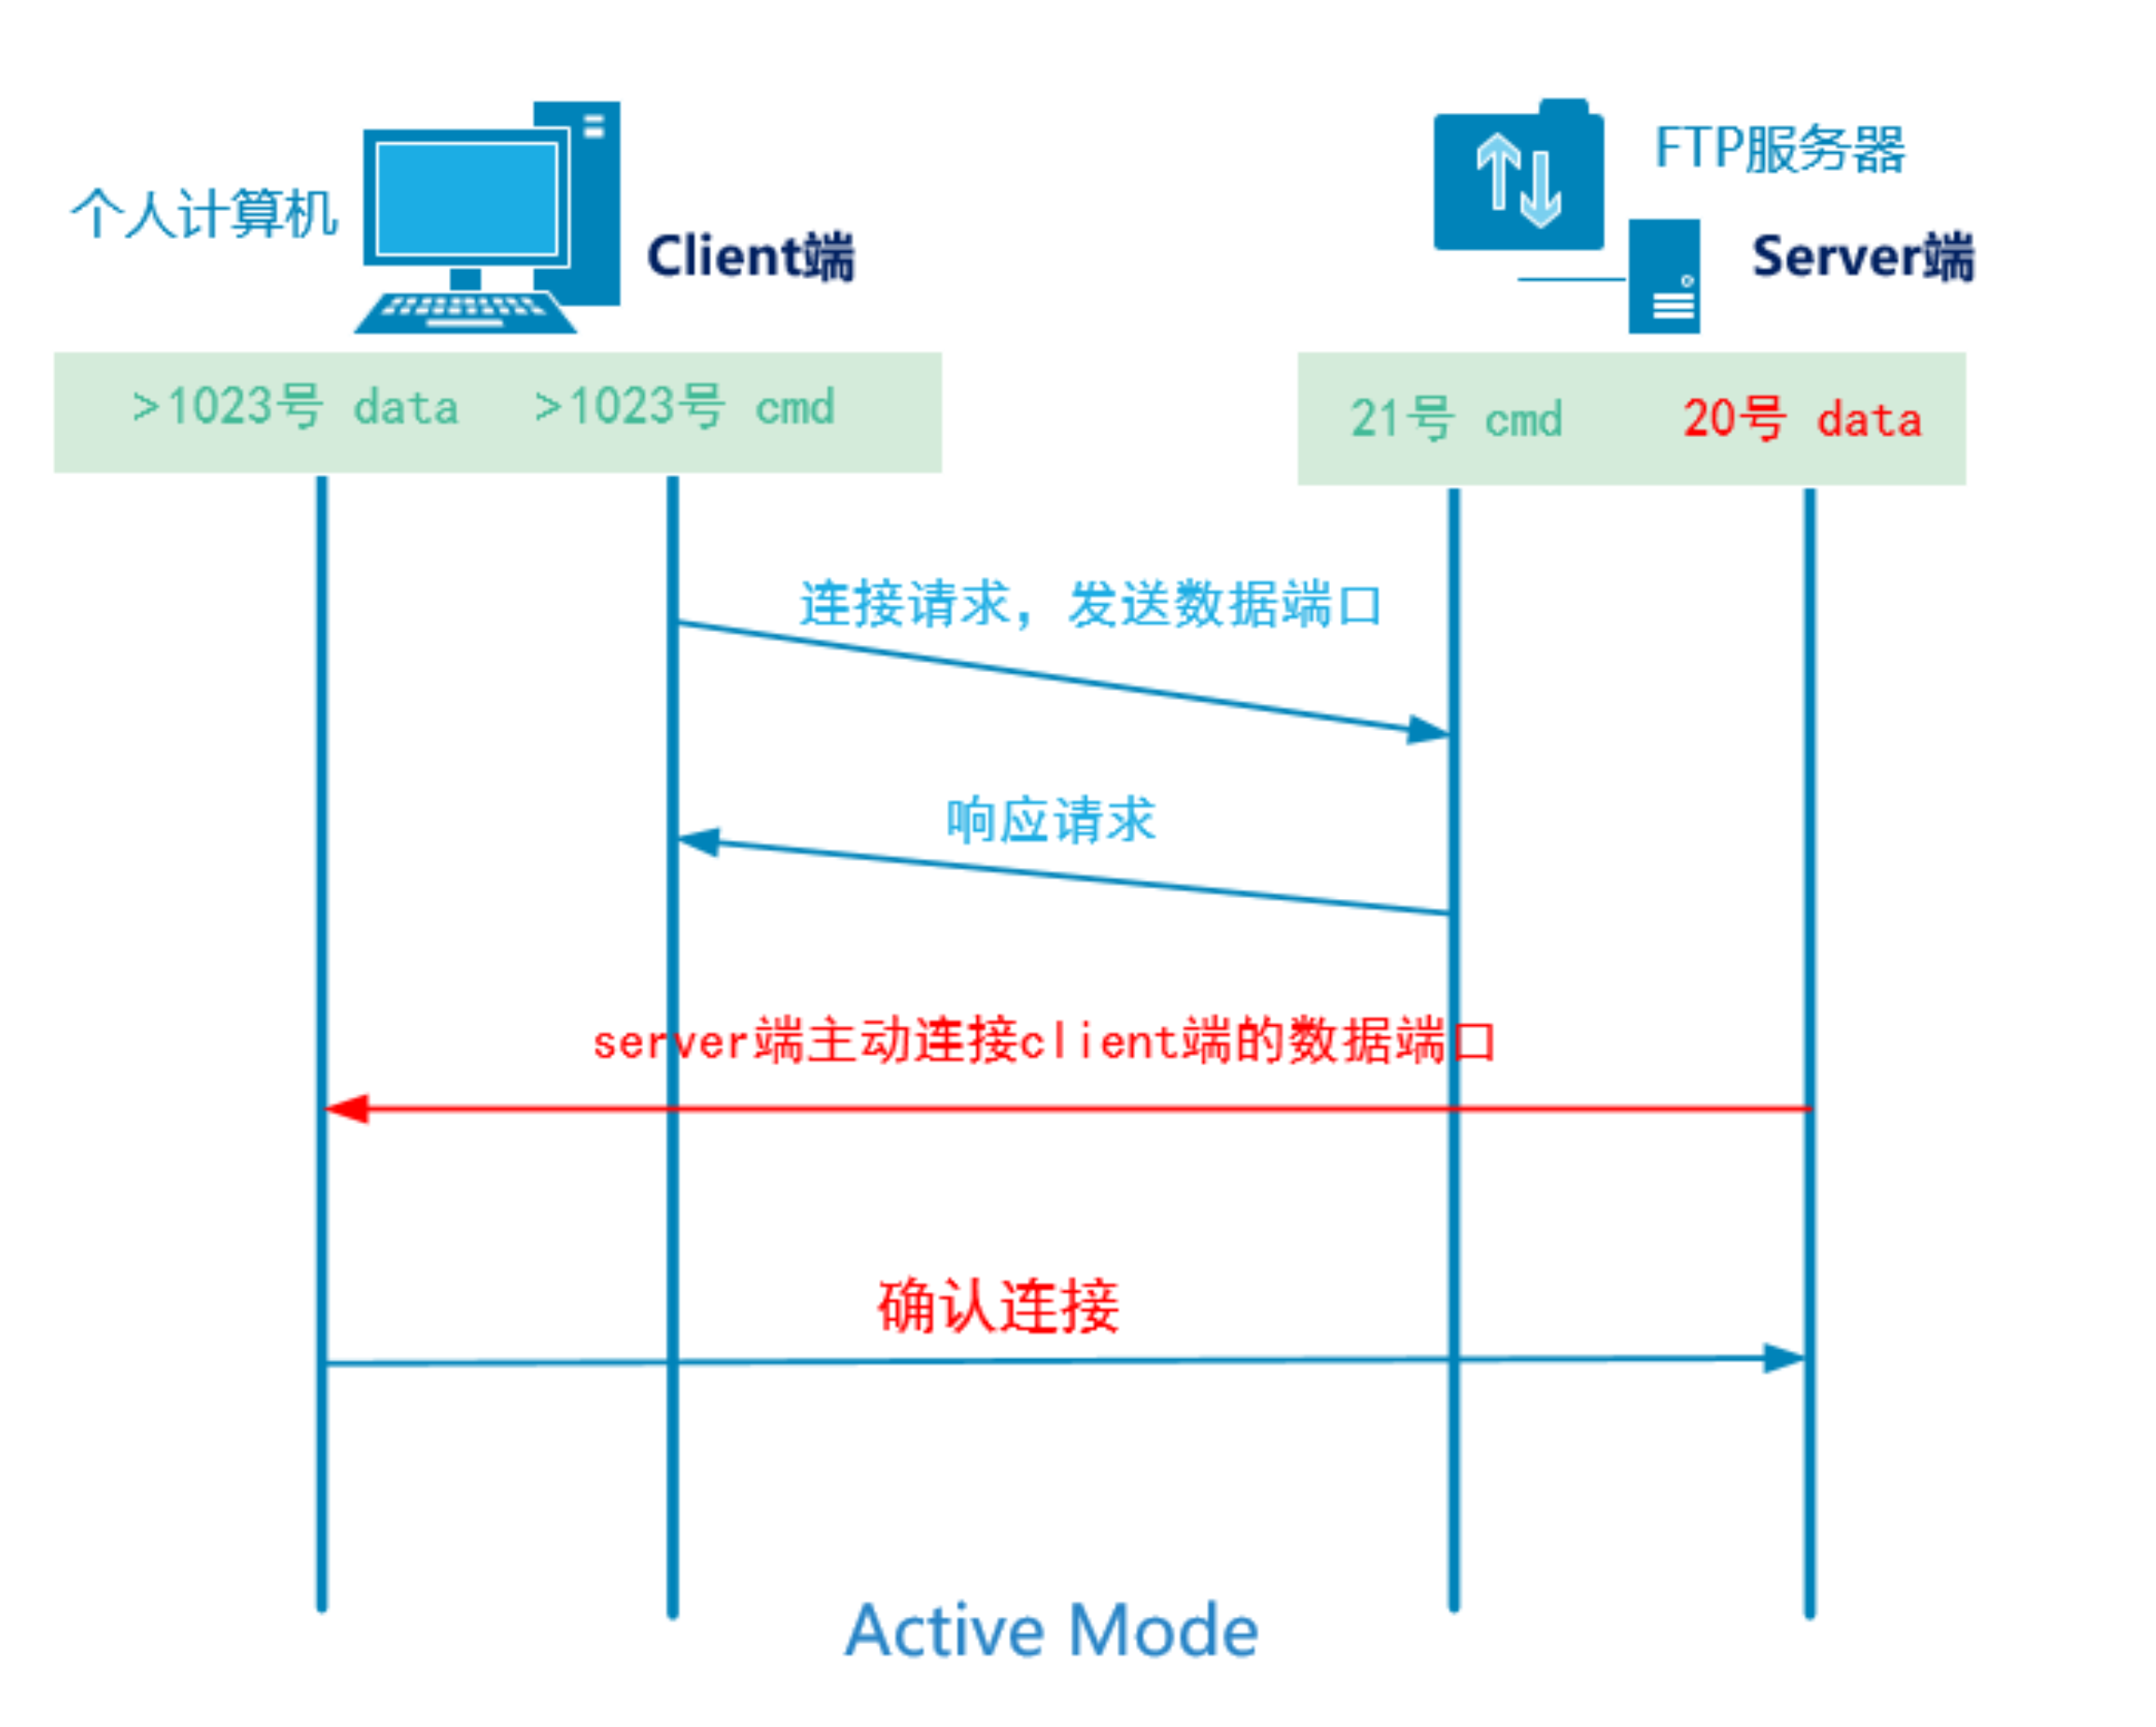 FTP服务器
个人计算机
Client端
Server端
>1023号 data >1023号 cmd
21号 cmd 20号 data
连接请求，发送数据端口
响应请求
server端主动连接client端的数据端口
确认连接
Active Mode